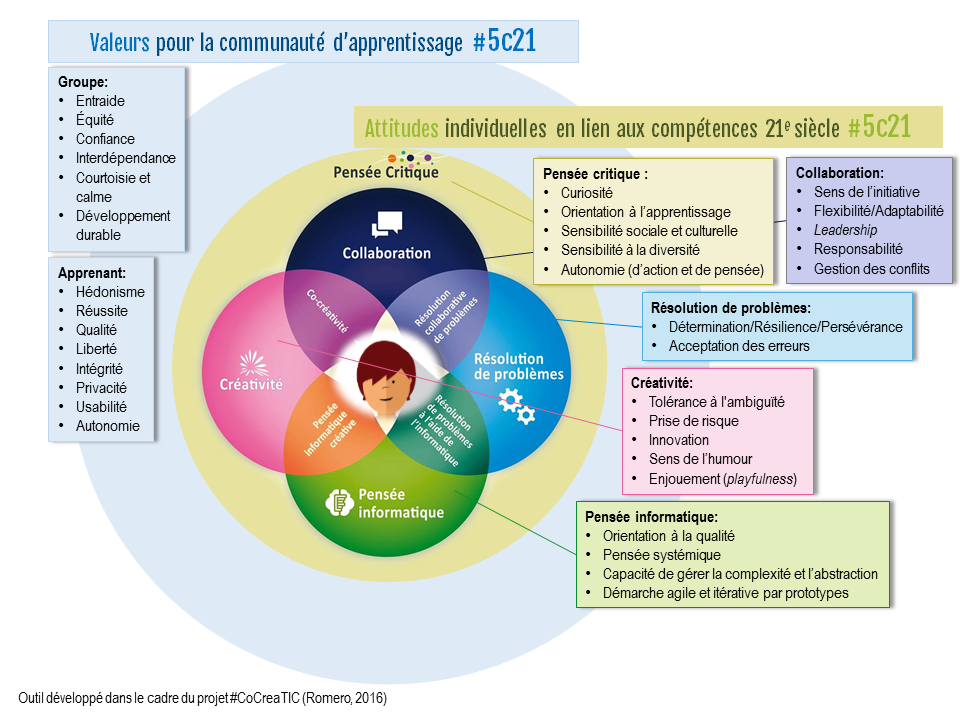 Valeurs pour la communauté d'apprentissage #5c21
Groupe:
• Entraide
• Équité
• Confiance
• Interdépendance
• Courtoisie et
calme
• Développement
durable
Apprenant:
• Hédonisme
• Réussite
• Qualité
• Liberté
• Intégrité
• Privacité
• Usabilité
• Autonomie
Attitudes individuelles en lien aux compétences 21e siècle #5c21
Pensée Critique
Collaboration
Co-créativité
Résolution
collaborative
de problèmes
Créativité
Résolution
de problèmes
Pensée
informatique
créative
Résolution
de problèmes
à l'aide de
l'informatique
Pensée
informatique
Pensée critique :
• Curiosité
• Orientation à l'apprentissage
• Sensibilité sociale et culturelle
• Sensibilité à la diversité
• Autonomie (d'action et de pensée)
Collaboration:
• Sens de l'initiative
• Flexibilité/Adaptabilité
• Leadership
• Responsabilité
• Gestion des conflits
Résolution de problèmes:
• Détermination/Résilience/Persévérance
• Acceptation des erreurs
Créativité:
• Tolérance à l'ambiguïté
• Prise de risque
• Innovation
• Sens de l'humour
• Enjouement (playfulness)
Pensée informatique:
• Orientation à la qualité
• Pensée systémique
• Capacité de gérer la complexité et l'abstraction
• Démarche agile et itérative par prototypes
Outil développé dans le cadre du projet #CoCreaTIC (Romero, 2016)